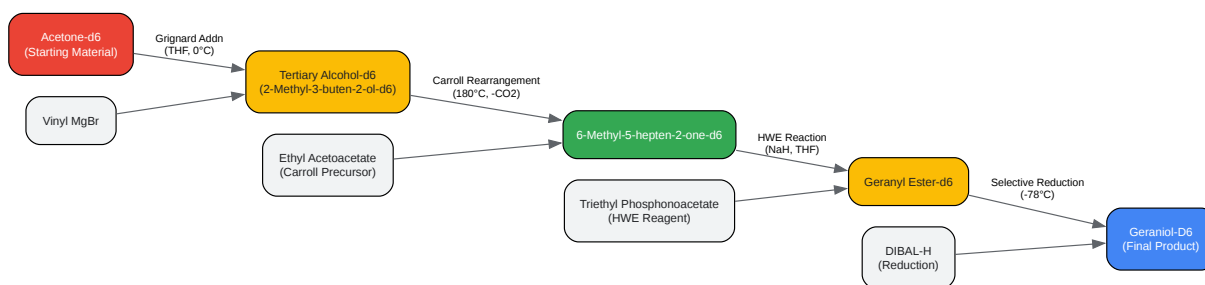 Acetone-d6
(Starting Material)
Vinyl MgBr
Grignard Addn
(THF, 0°C)
Tertiary Alcohol-d6
(2-Methyl-3-buten-2-ol-d6)
Ethyl Acetoacetate
(Carroll Precursor)
Carroll Rearrangement
(180°C, -CO2)
6-Methyl-5-hepten-2-one-d6
Triethyl Phosphonoacetate
(HWE Reagent)
HWE Reaction
(NaH, THF)
Geranyl Ester-d6
DIBAL-H
(Reduction)
Selective Reduction
(-78°C)
Geraniol-D6
(Final Product)